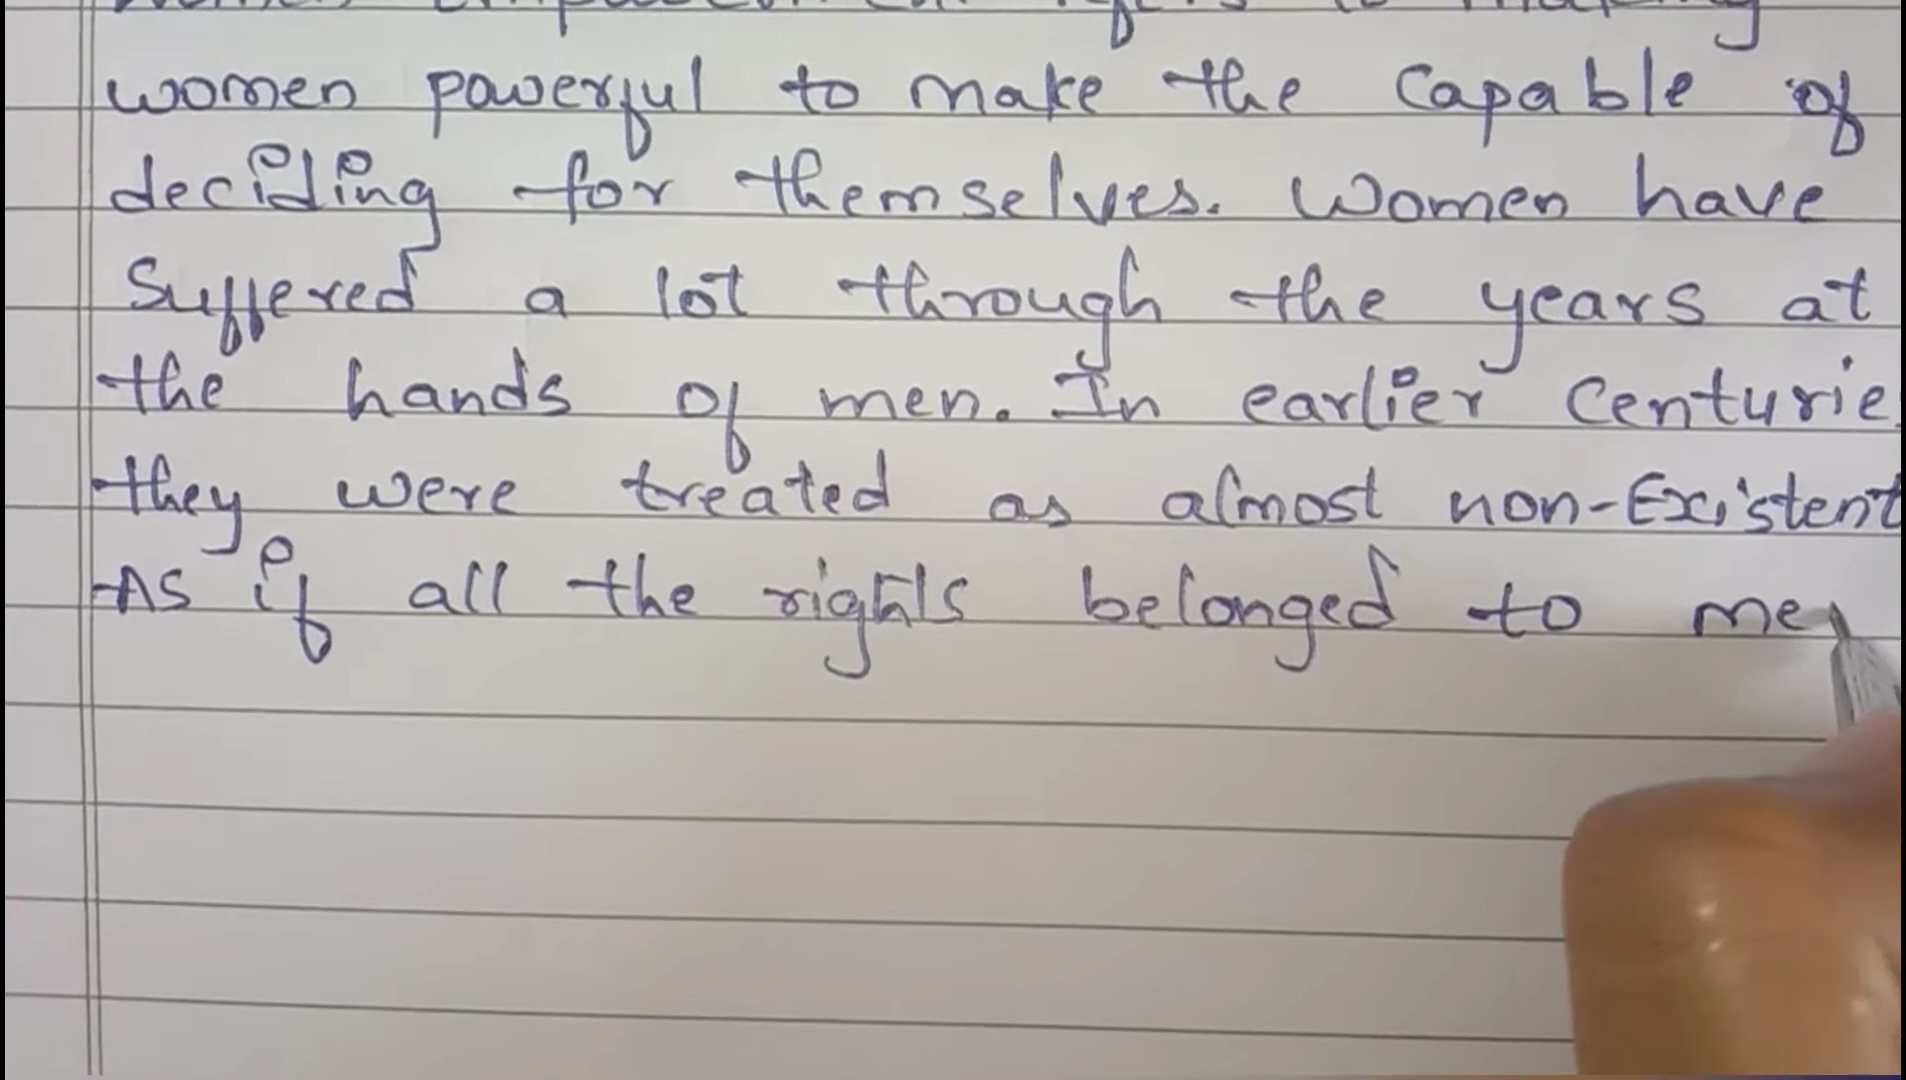 women powerful to make the capable of
deciding for themselves. Women have
Suffered a lot through the years at
the hands of men. In earlier Centurie
they were treated as almost non-Existent
As if all the rights belonged to me